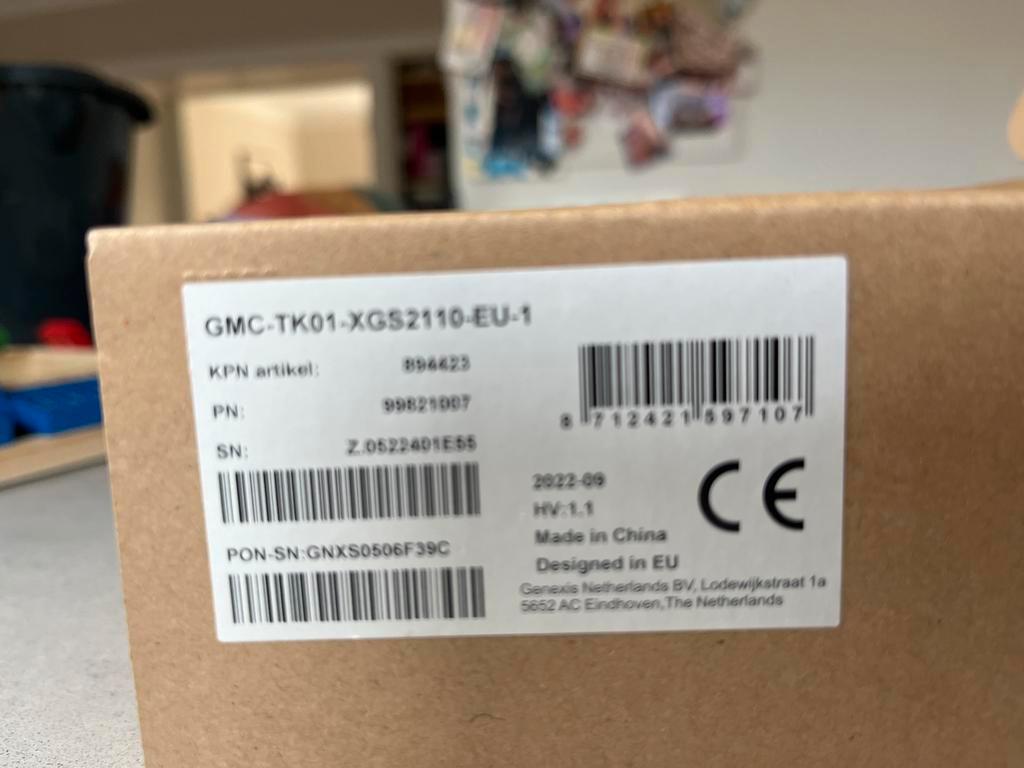 GMC-TK01-XGS2110-EU-1
KPN artikel: 894423
PN: 99821007
SN: Z.0522401E55
PON-SN:GNXS0506F39C
8 712421 597107
2022-09
HV:1.1
Made in China
Designed in EU
Genexis Netherlands BV, Lodewijkstraat 1a
5652 AC Eindhoven,The Netherlands
CE